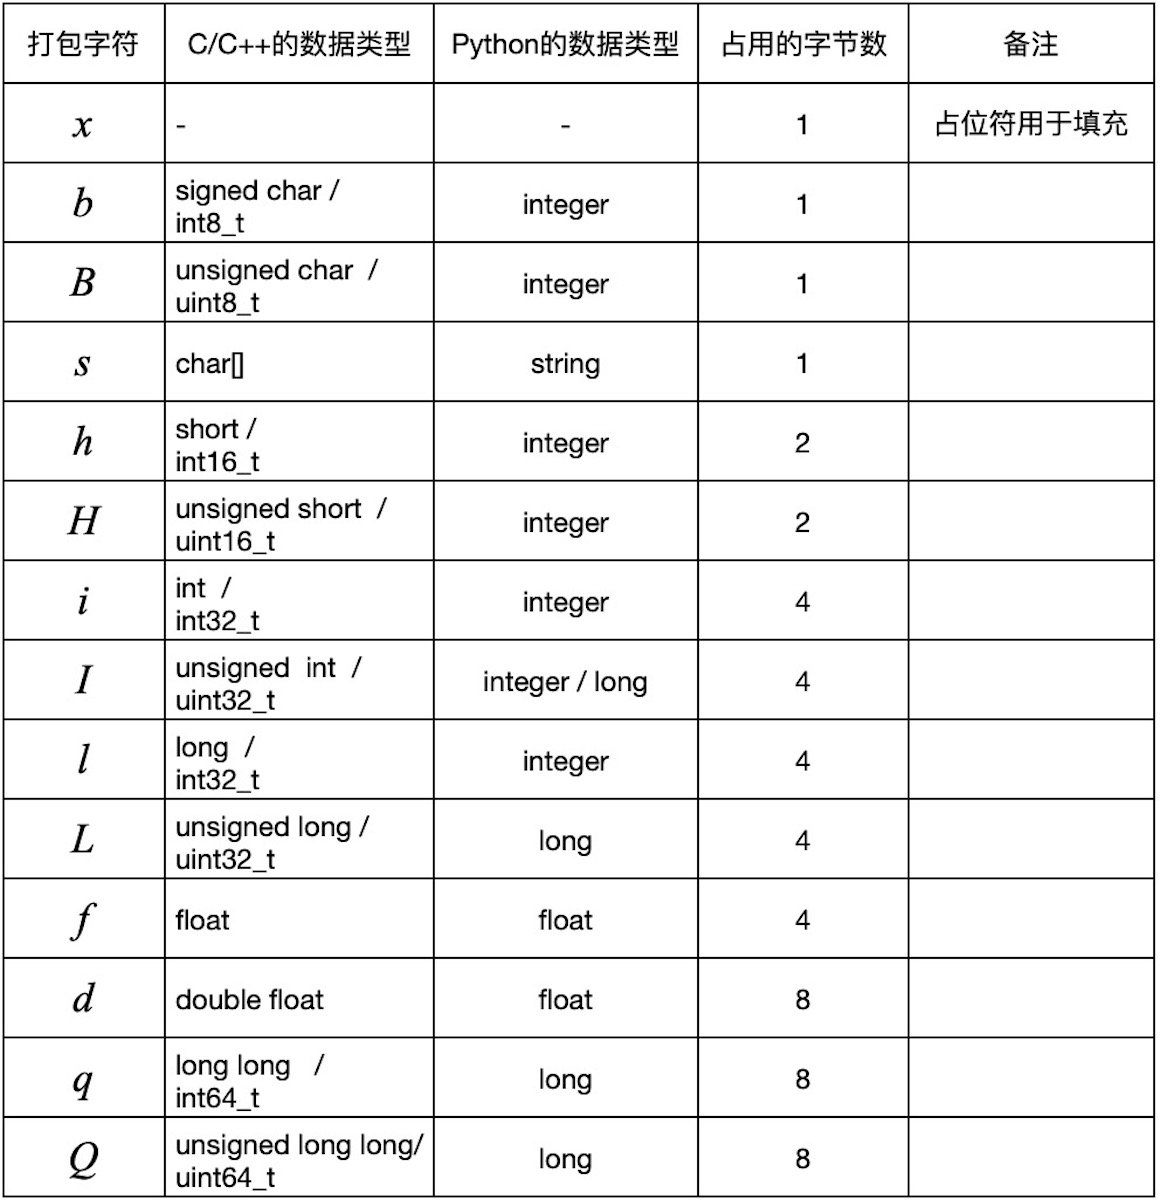 打包字符 C/C++的数据类型 Python的数据类型 占用的字节数 备注
x - - 1 占位符用于填充
b signed char / integer 1
int8_t
B unsigned char / integer 1
uint8_t
s char[] string 1
h short / integer 2
int16_t
H unsigned short / integer 2
uint16_t
i int / integer 4
int32_t
I unsigned int / integer / long 4
uint32_t
l long / integer 4
int32_t
L unsigned long / long 4
uint32_t
f float float 4
d double float float 8
q long long / long 8
int64_t
Q unsigned long long/ long 8
uint64_t